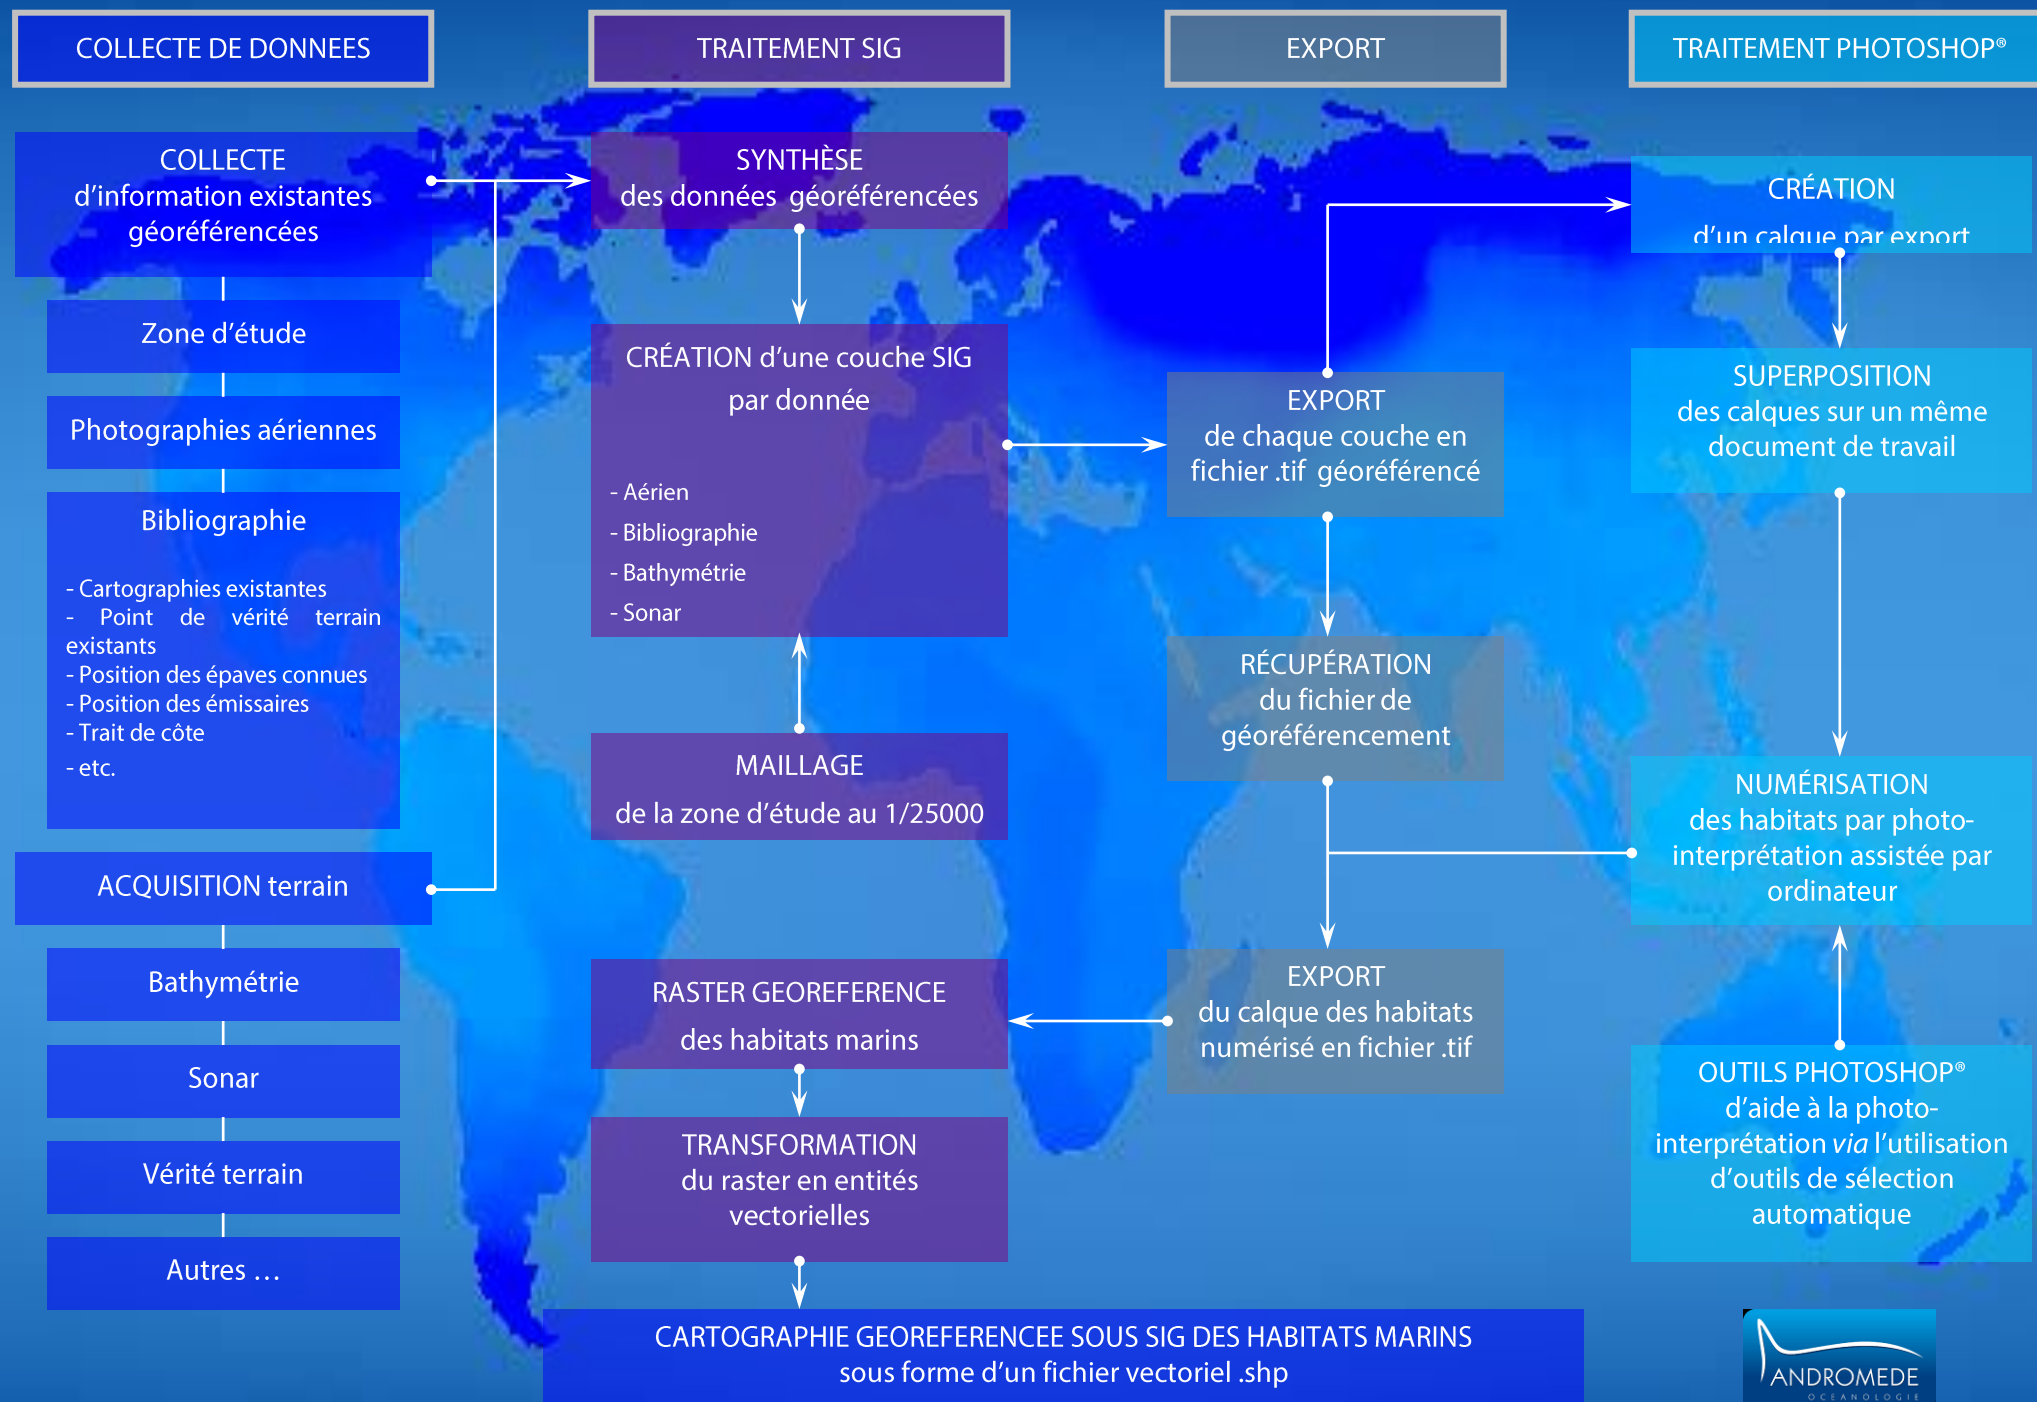 COLLECTE DE DONNEES
TRAITEMENT SIG
EXPORT
TRAITEMENT PHOTOSHOP®
COLLECTE
d’information existantes
géoréférencées
Zone d’étude
Photographies aériennes
Bibliographie
- Cartographies existantes
- Point de vérité terrain
existants
- Position des épaves connues
- Position des émissaires
- Trait de côte
- etc.
ACQUISITION terrain
Bathymétrie
Sonar
Vérité terrain
Autres …
SYNTHÈSE
des données géoréférencées
CRÉATION d’une couche SIG
par donnée
- Aérien
- Bibliographie
- Bathymétrie
- Sonar
MAILLAGE
de la zone d’étude au 1/25000
RASTER GEOREFERENCE
des habitats marins
TRANSFORMATION
du raster en entités
vectorielles
EXPORT
de chaque couche en
fichier .tif géoréférencé
RÉCUPÉRATION
du fichier de
géoréférencement
EXPORT
du calque des habitats
numérisé en fichier .tif
CRÉATION
d’un calque par export
SUPERPOSITION
des calques sur un même
document de travail
NUMÉRISATION
des habitats par photo-
interprétation assistée par
ordinateur
OUTILS PHOTOSHOP®
d’aide à la photo-
interprétation via l’utilisation
d’outils de sélection
automatique
CARTOGRAPHIE GEOREFERENCEE SOUS SIG DES HABITATS MARINS
sous forme d’un fichier vectoriel .shp
ANDROMEDE
OCEANOLOGIE